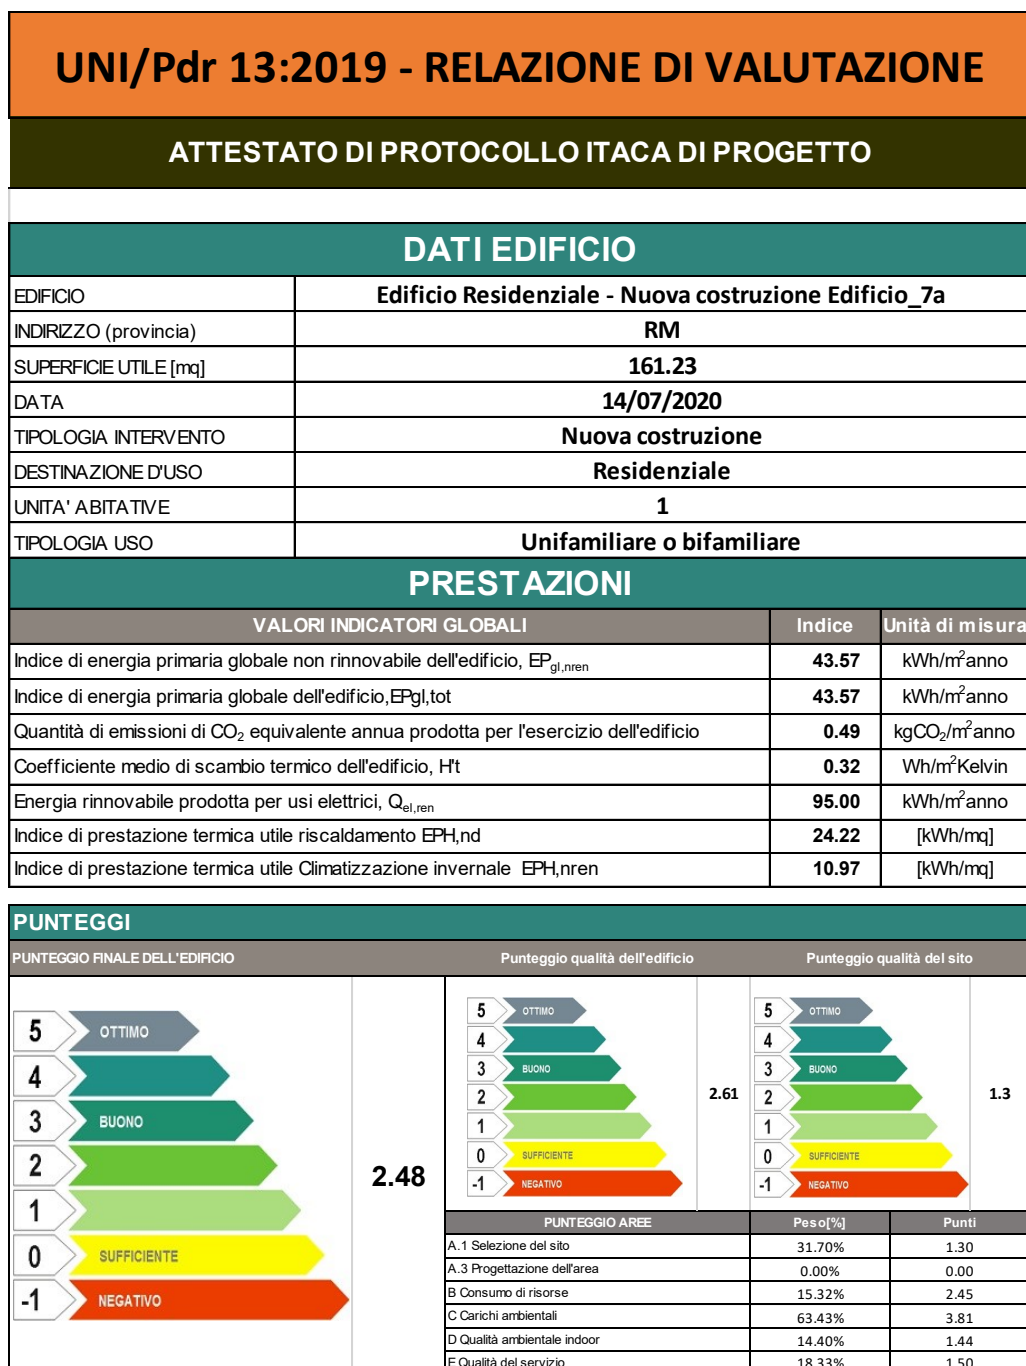 UNI/Pdr 13:2019 - RELAZIONE DI VALUTAZIONE
ATTESTATO DI PROTOCOLLO ITACA DI PROGETTO
DATI EDIFICIO
EDIFICIO Edificio Residenziale - Nuova costruzione Edificio_7a
INDIRIZZO (provincia) RM
SUPERFICIE UTILE [mq] 161.23
DATA 14/07/2020
TIPOLOGIA INTERVENTO Nuova costruzione
DESTINAZIONE D'USO Residenziale
UNITA' ABITATIVE 1
TIPOLOGIA USO Unifamiliare o bifamiliare
PRESTAZIONI
VALORI INDICATORI GLOBALI Indice Unità di misura
Indice di energia primaria globale non rinnovabile dell'edificio, EPgl,nren 43.57 kWh/m²anno
Indice di energia primaria globale dell'edificio,EPgl,tot 43.57 kWh/m²anno
Quantità di emissioni di CO₂ equivalente annua prodotta per l'esercizio dell'edificio 0.49 kgCO₂/m²anno
Coefficiente medio di scambio termico dell'edificio, H't 0.32 Wh/m²Kelvin
Energia rinnovabile prodotta per usi elettrici, Qel,ren 95.00 kWh/m²anno
Indice di prestazione termica utile riscaldamento EPH,nd 24.22 [kWh/mq]
Indice di prestazione termica utile Climatizzazione invernale EPH,nren 10.97 [kWh/mq]
PUNTEGGI
PUNTEGGIO FINALE DELL'EDIFICIO Punteggio qualità dell'edificio Punteggio qualità del sito
5 OTTIMO
4
3 BUONO
2
1
0 SUFFICIENTE
-1 NEGATIVO
2.48
5 OTTIMO
4
3 BUONO
2
1
0 SUFFICIENTE
-1 NEGATIVO
2.61
5 OTTIMO
4
3 BUONO
2
1
0 SUFFICIENTE
-1 NEGATIVO
1.3
PUNTEGGIO AREE Peso[%] Punti
A.1 Selezione del sito 31.70% 1.30
A.3 Progettazione dell'area 0.00% 0.00
B Consumo di risorse 15.32% 2.45
C Carichi ambientali 63.43% 3.81
D Qualità ambientale indoor 14.40% 1.44
E Qualità del servizio 18.33% 1.50